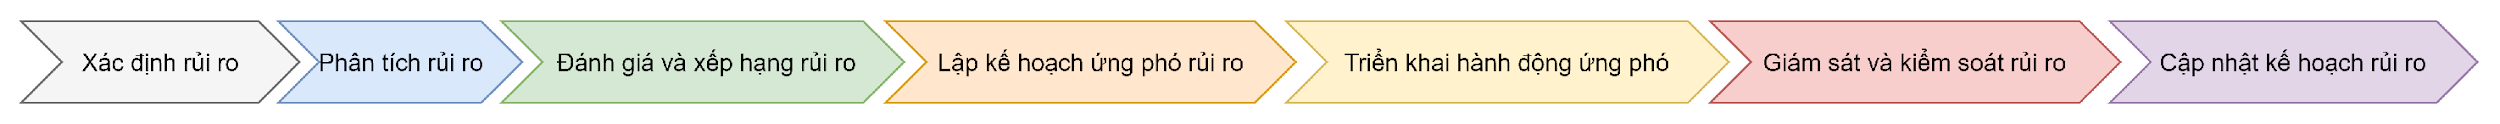 Xác định rủi ro
Phân tích rủi ro
Đánh giá và xếp hạng rủi ro
Lập kế hoạch ứng phó rủi ro
Triển khai hành động ứng phó
Giám sát và kiểm soát rủi ro
Cập nhật kế hoạch rủi ro